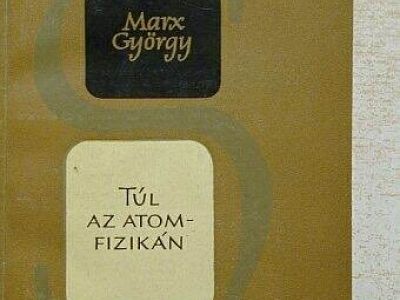 Marx
György
TÚL
AZ ATOM-
FIZIKÁN